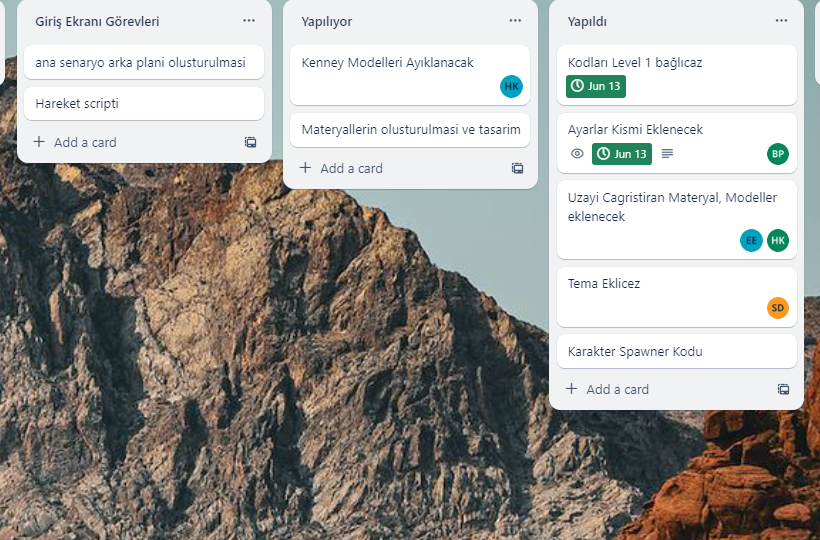 Giriş Ekranı Görevleri
ana senaryo arka plani olusturulmasi
Hareket scripti
Add a card
Yapılıyor
Kenney Modelleri Ayıklanacak
HK
Materyallerin olusturulmasi ve tasarim
Add a card
Yapıldı
Kodları Level 1 bağlıcaz
Jun 13
Ayarlar Kismi Eklenecek
Jun 13
BP
Uzayi Cagristiran Materyal, Modeller
eklenecek
EE HK
Tema Eklicez
SD
Karakter Spawner Kodu
Add a card